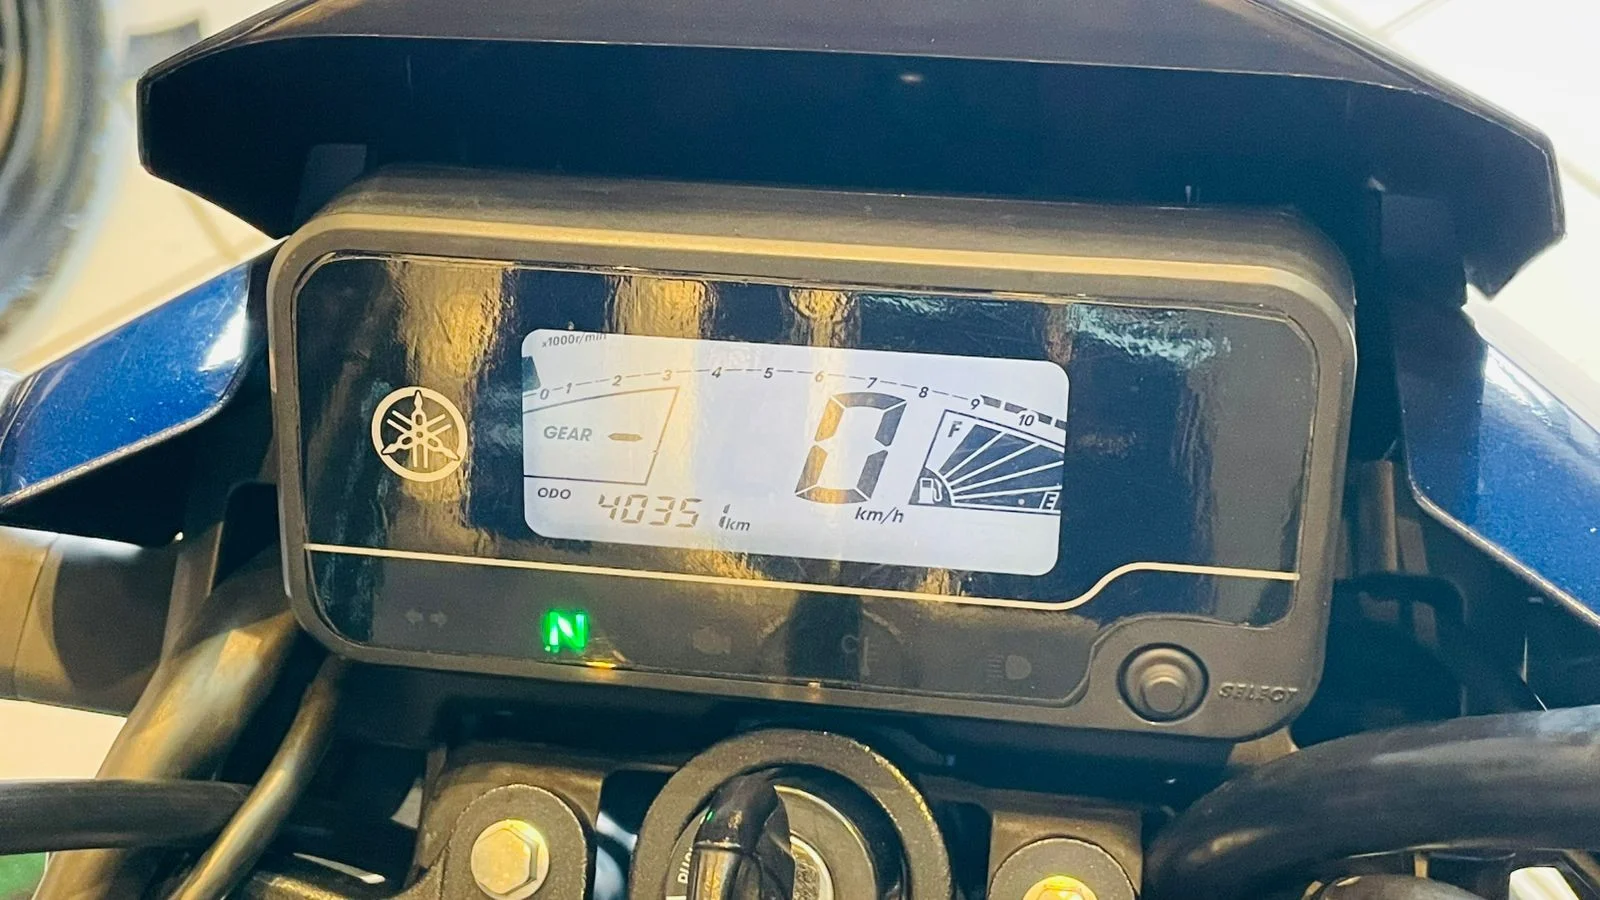 x1000r/min
0 1 2 3 4 5 6 7 8 9 10
GEAR -
0
F
ODO 40351 km
km/h
E
N
SELECT